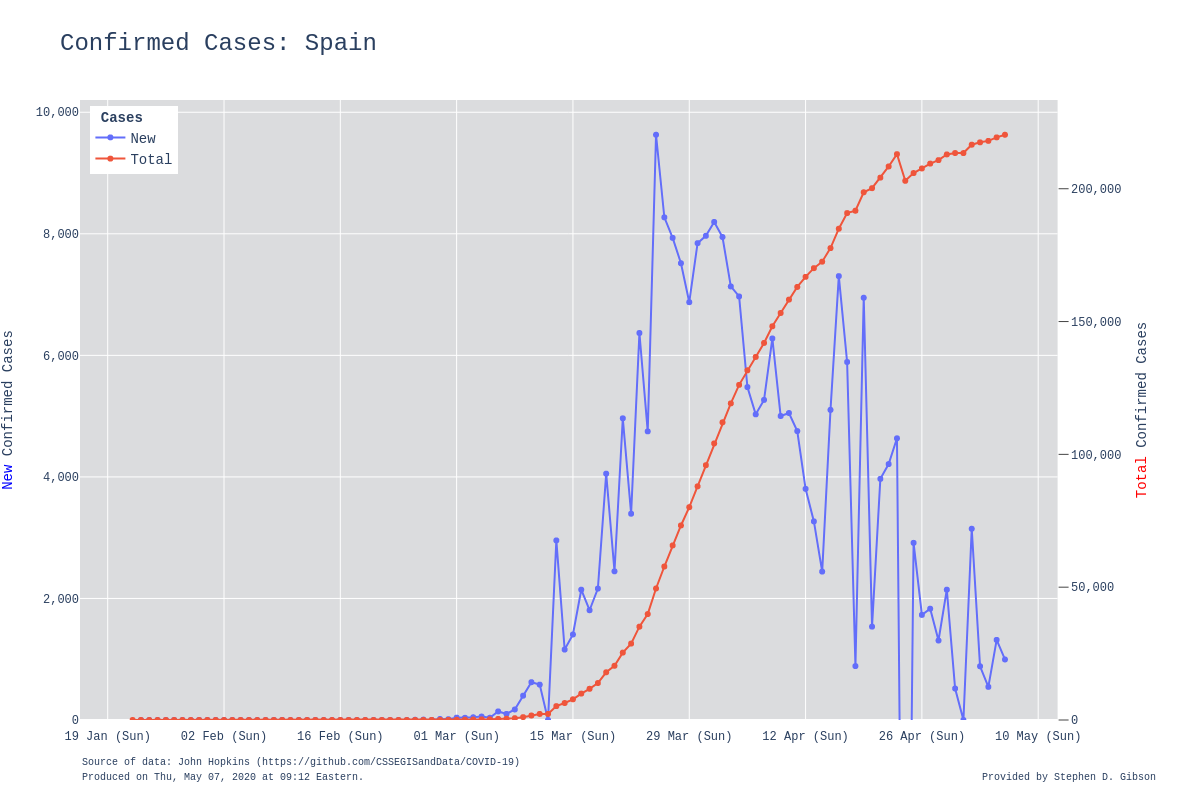 Confirmed Cases: Spain
Cases
New
Total
10,000
8,000
6,000
4,000
2,000
0
New Confirmed Cases
200,000
150,000
100,000
50,000
0
Total Confirmed Cases
19 Jan (Sun) 02 Feb (Sun) 16 Feb (Sun) 01 Mar (Sun) 15 Mar (Sun) 29 Mar (Sun) 12 Apr (Sun) 26 Apr (Sun) 10 May (Sun)
Source of data: John Hopkins (https://github.com/CSSEGISandData/COVID-19)
Produced on Thu, May 07, 2020 at 09:12 Eastern.
Provided by Stephen D. Gibson